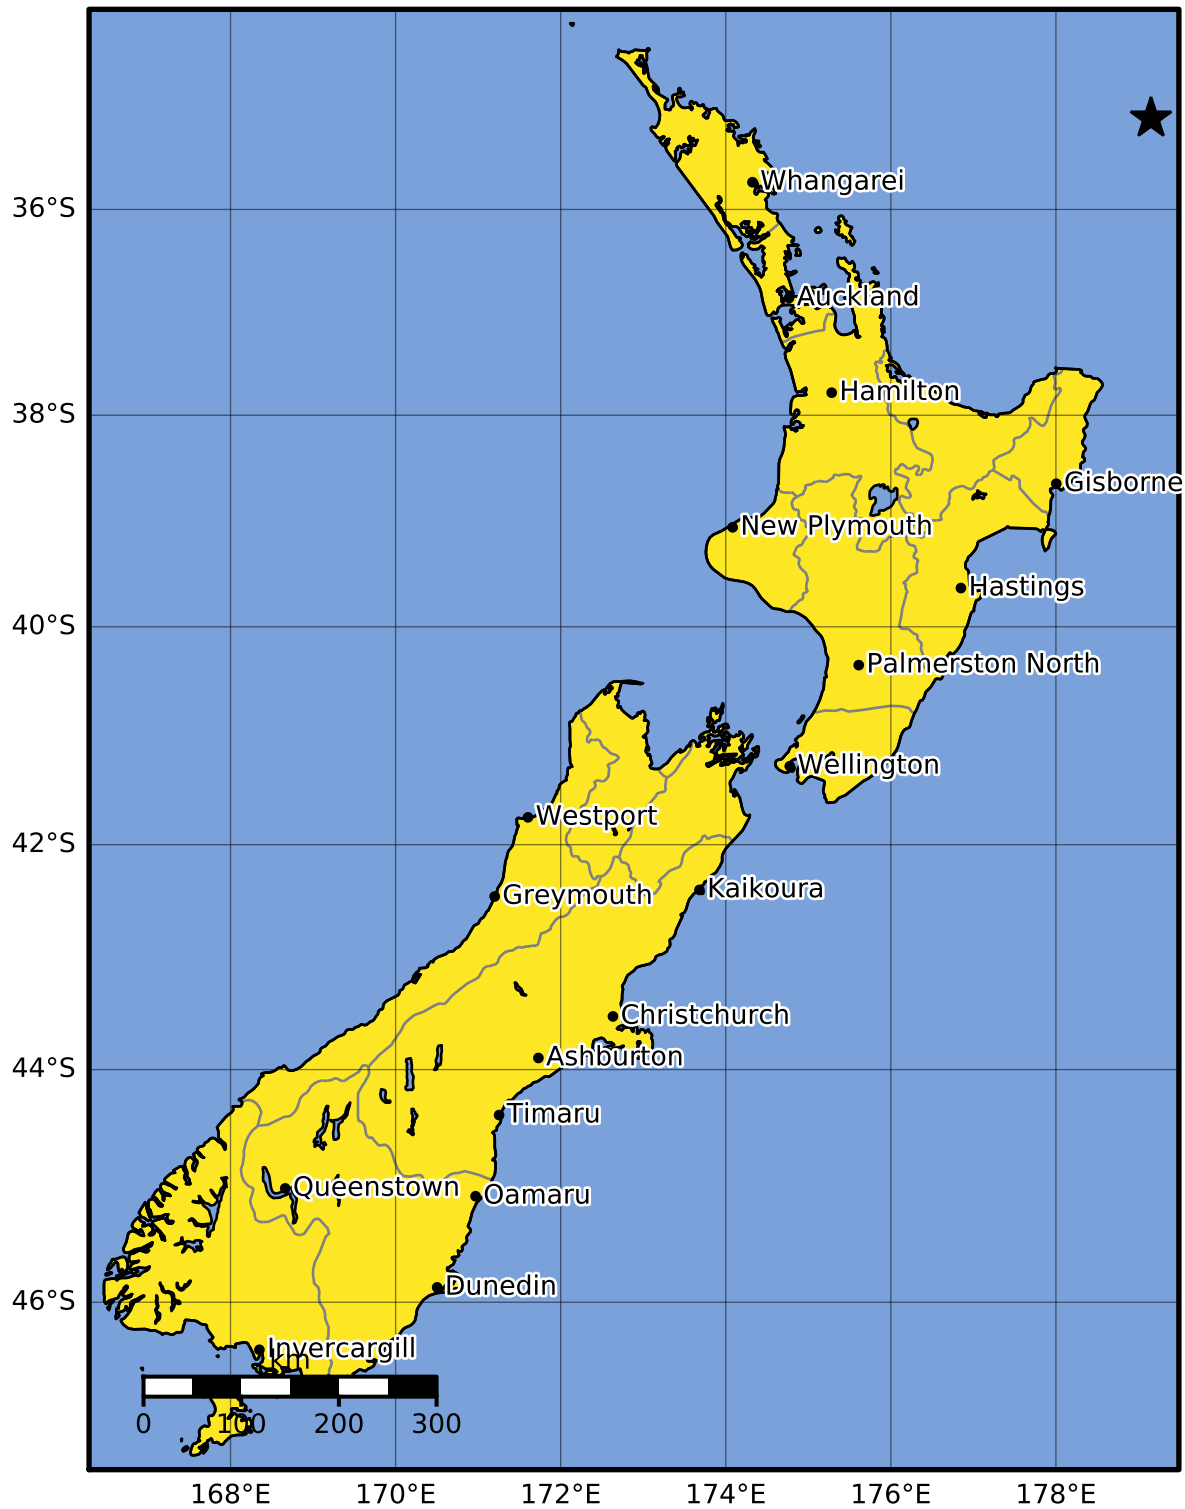 Whangarei
36°S
Auckland
Hamilton
38°S
Gisborne
New Plymouth
Hastings
40°S
Palmerston North
Wellington
Westport
42°S
Kaikoura
Greymouth
Christchurch
Ashburton
44°S
Timaru
Queenstown
Oamaru
Dunedin
46°S
Invercargill
km
0 100 200 300
168°E 170°E 172°E 174°E 176°E 178°E